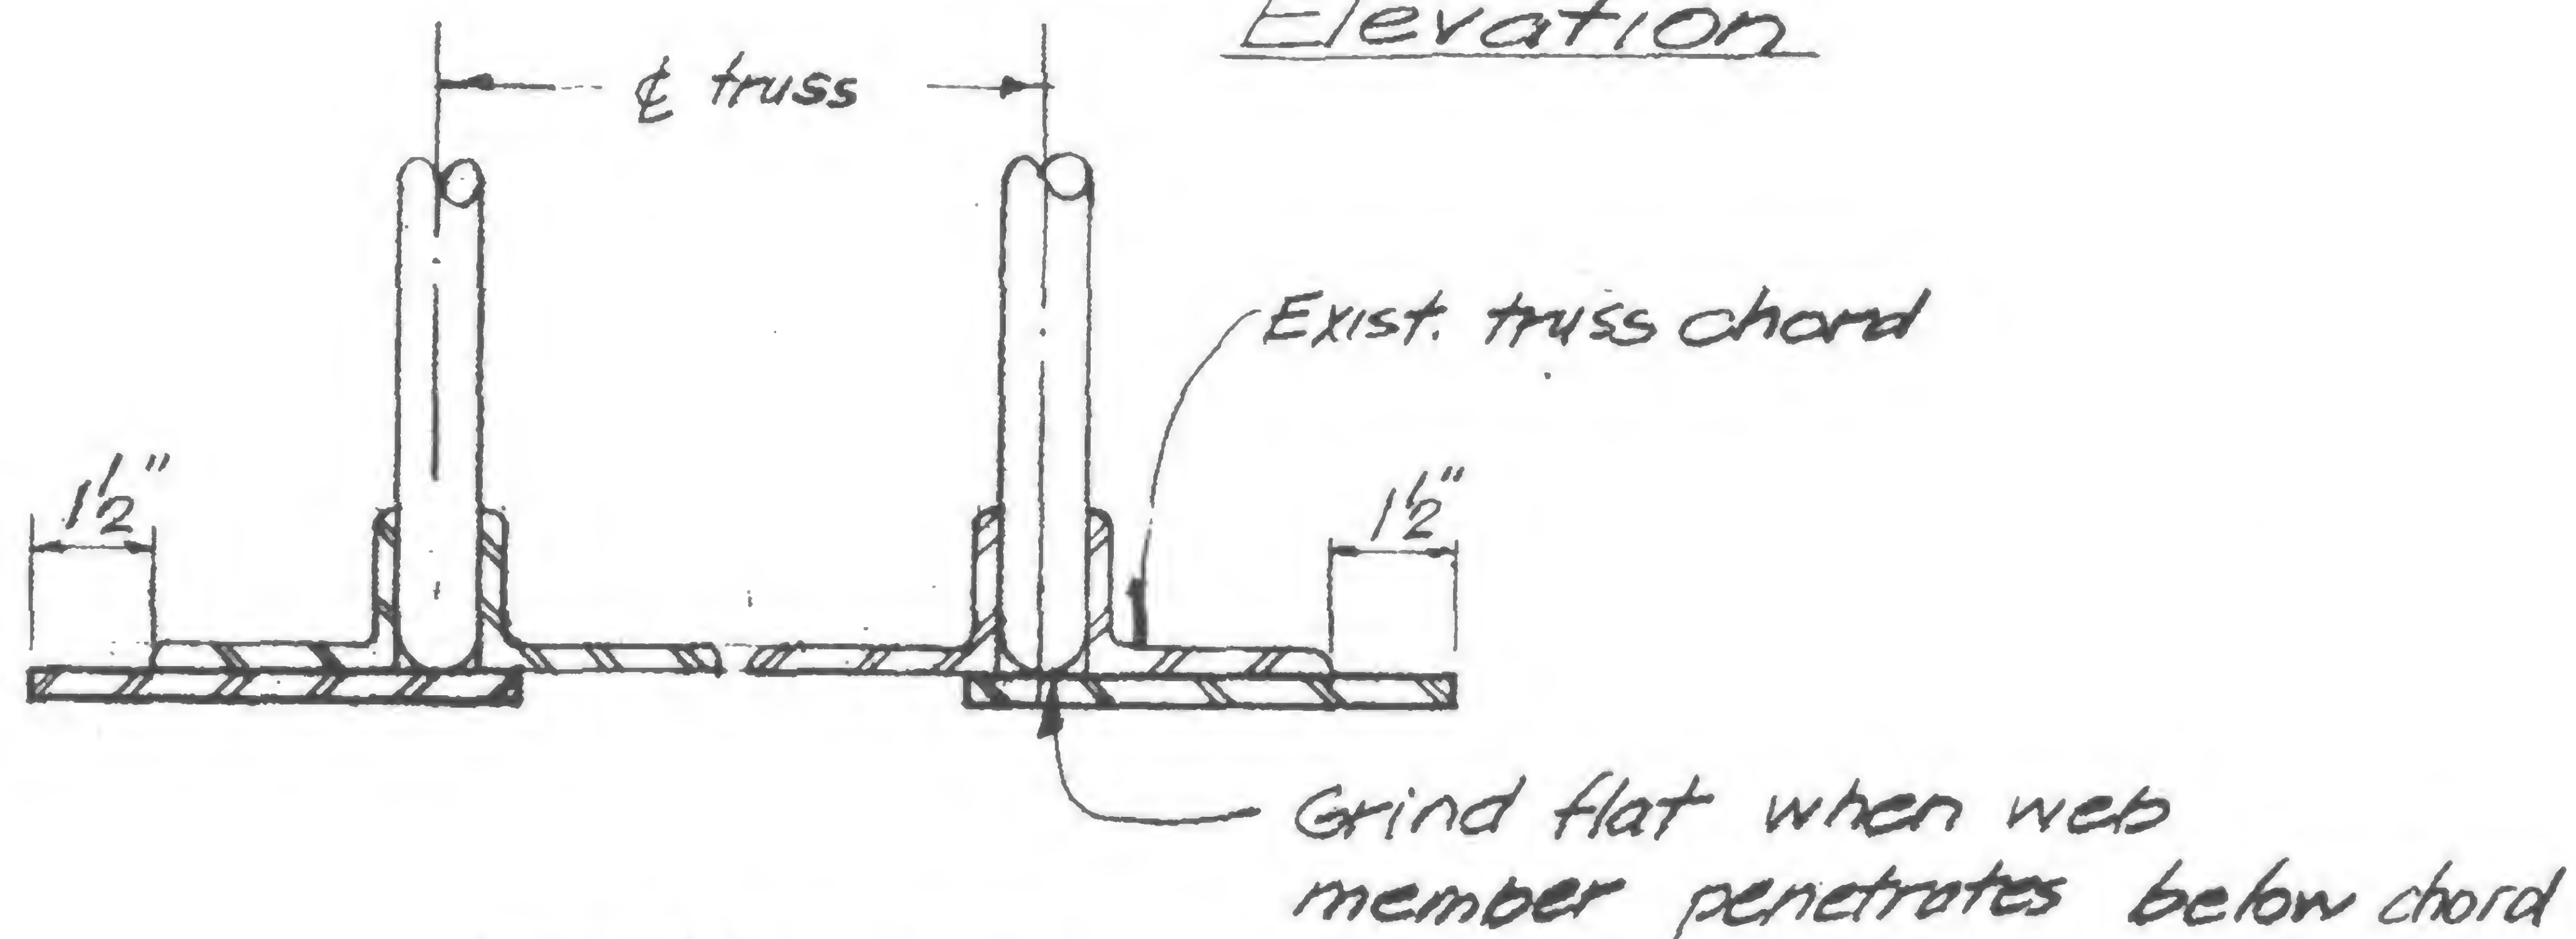 Elevation
℄ truss
Exist. truss chord
1½"
1½"
Grind flat when web
member penetrates below chord